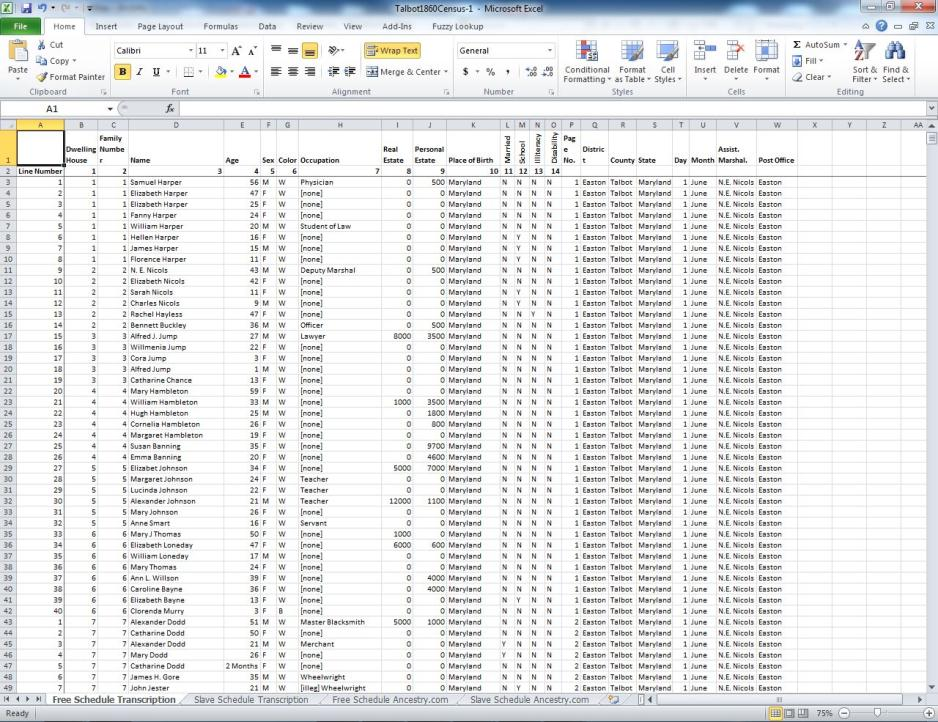 Talbot1860Census-1 - Microsoft Excel
File Home Insert Page Layout Formulas Data Review View Add-Ins Fuzzy Lookup
Paste Cut Calibri 11 A A Wrap Text General Conditional Formatting Format as Table Cell Styles Insert Delete Format AutoSum Sort & Filter Find & Select
Copy Fill
Format Painter B I U A Merge & Center $ % , Clear
Clipboard Font Alignment Number Styles Cells Editing
A1 fx
A B C D E F G H I J K L M N O P Q R S T U V W X Y Z AA
1 Dwelling House Family Number Name Age Sex Color Occupation Real Estate Personal Estate Place of Birth Married School Illiteracy Disability Page No. District County State Day Month Assist. Marshal. Post Office
2 Line Number 1 2 3 4 5 6 7 8 9 10 11 12 13 14
3 1 1 1 Samuel Harper 56 M W Physician 0 500 Maryland N N N N 1 Easton Talbot Maryland 1 June N.E. Nicols Easton
4 2 1 1 Elizabeth Harper 47 F W [none] 0 0 Maryland N N N N 1 Easton Talbot Maryland 1 June N.E. Nicols Easton
5 3 1 1 Elizabeth Harper 25 F W [none] 0 0 Maryland N N N N 1 Easton Talbot Maryland 1 June N.E. Nicols Easton
6 4 1 1 Fanny Harper 24 F W [none] 0 0 Maryland N N N N 1 Easton Talbot Maryland 1 June N.E. Nicols Easton
7 5 1 1 William Harper 20 M W Student of Law 0 0 Maryland N N N N 1 Easton Talbot Maryland 1 June N.E. Nicols Easton
8 6 1 1 Hellen Harper 16 F W [none] 0 0 Maryland N Y N N 1 Easton Talbot Maryland 1 June N.E. Nicols Easton
9 7 1 1 James Harper 15 M W [none] 0 0 Maryland N Y N N 1 Easton Talbot Maryland 1 June N.E. Nicols Easton
10 8 1 1 Florence Harper 11 F W [none] 0 0 Maryland N Y N N 1 Easton Talbot Maryland 1 June N.E. Nicols Easton
11 9 2 2 N. E. Nicols 43 M W Deputy Marshal 0 500 Maryland N N N N 1 Easton Talbot Maryland 1 June N.E. Nicols Easton
12 10 2 2 Elizabeth Nicols 42 F W [none] 0 0 Maryland N N N N 1 Easton Talbot Maryland 1 June N.E. Nicols Easton
13 11 2 2 Sarah Nicols 11 F W [none] 0 0 Maryland N Y N N 1 Easton Talbot Maryland 1 June N.E. Nicols Easton
14 12 2 2 Charles Nicols 9 M W [none] 0 0 Maryland N Y N N 1 Easton Talbot Maryland 1 June N.E. Nicols Easton
15 13 2 2 Rachel Hayless 47 F W [none] 0 0 Maryland N N Y N 1 Easton Talbot Maryland 1 June N.E. Nicols Easton
16 14 2 2 Bennett Buckley 36 M W Officer 0 500 Maryland N N N N 1 Easton Talbot Maryland 1 June N.E. Nicols Easton
17 15 3 3 Alfred J. Jump 27 M W Lawyer 8000 3500 Maryland N N N N 1 Easton Talbot Maryland 1 June N.E. Nicols Easton
18 16 3 3 Willmenia Jump 22 F W [none] 0 0 Maryland N N N N 1 Easton Talbot Maryland 1 June N.E. Nicols Easton
19 17 3 3 Cora Jump 3 F W [none] 0 0 Maryland N N N N 1 Easton Talbot Maryland 1 June N.E. Nicols Easton
20 18 3 3 Alfred Jump 1 M W [none] 0 0 Maryland N N N N 1 Easton Talbot Maryland 1 June N.E. Nicols Easton
21 19 3 3 Catharine Chance 13 F W [none] 0 0 Maryland N N N N 1 Easton Talbot Maryland 1 June N.E. Nicols Easton
22 20 4 4 Mary Hambleton 59 F W [none] 0 0 Maryland N N N N 1 Easton Talbot Maryland 1 June N.E. Nicols Easton
23 21 4 4 William Hambleton 33 M W [none] 1000 3500 Maryland N N N N 1 Easton Talbot Maryland 1 June N.E. Nicols Easton
24 22 4 4 Hugh Hambleton 25 M W [none] 0 1800 Maryland N N N N 1 Easton Talbot Maryland 1 June N.E. Nicols Easton
25 23 4 4 Cornelia Hambleton 26 F W [none] 0 800 Maryland N N N N 1 Easton Talbot Maryland 1 June N.E. Nicols Easton
26 24 4 4 Margaret Hambleton 19 F W [none] 0 0 Maryland N N N N 1 Easton Talbot Maryland 1 June N.E. Nicols Easton
27 25 4 4 Susan Banning 35 F W [none] 0 9700 Maryland N N N N 1 Easton Talbot Maryland 1 June N.E. Nicols Easton
28 26 4 4 Emma Banning 20 F W [none] 0 4600 Maryland N N N N 1 Easton Talbot Maryland 1 June N.E. Nicols Easton
29 27 5 5 Elizabet Johnson 34 F W [none] 5000 7000 Maryland N N N N 1 Easton Talbot Maryland 1 June N.E. Nicols Easton
30 28 5 5 Margaret Johnson 24 F W Teacher 0 0 Maryland N N N N 1 Easton Talbot Maryland 1 June N.E. Nicols Easton
31 29 5 5 Lucinda Johnson 22 F W Teacher 0 0 Maryland N N N N 1 Easton Talbot Maryland 1 June N.E. Nicols Easton
32 30 5 5 Alexander Johnson 21 M W Teacher 12000 1100 Maryland N N N N 1 Easton Talbot Maryland 1 June N.E. Nicols Easton
33 31 5 5 Mary Johnson 26 F W [none] 0 0 Maryland N N N N 1 Easton Talbot Maryland 1 June N.E. Nicols Easton
34 32 5 5 Anne Smart 16 F W Servant 0 0 Maryland N N N N 1 Easton Talbot Maryland 1 June N.E. Nicols Easton
35 33 6 6 Mary J Thomas 50 F W [none] 1000 0 Maryland N N N N 1 Easton Talbot Maryland 1 June N.E. Nicols Easton
36 34 6 6 Elizabeth Loneday 47 F W [none] 6000 600 Maryland N N N N 1 Easton Talbot Maryland 1 June N.E. Nicols Easton
37 35 6 6 William Loneday 17 M W [none] 0 0 Maryland N N N N 1 Easton Talbot Maryland 1 June N.E. Nicols Easton
38 36 6 6 Mary Thomas 24 F W [none] 0 0 Maryland N N N N 1 Easton Talbot Maryland 1 June N.E. Nicols Easton
39 37 6 6 Ann L. Willson 39 F W [none] 0 4000 Maryland N N N N 1 Easton Talbot Maryland 1 June N.E. Nicols Easton
40 38 6 6 Caroline Bayne 36 F W [none] 0 4000 Maryland N N N N 1 Easton Talbot Maryland 1 June N.E. Nicols Easton
41 39 6 6 Elizabeth Bayne 13 F W [none] 0 0 Maryland N Y N N 1 Easton Talbot Maryland 1 June N.E. Nicols Easton
42 40 6 6 Clorenda Murry 3 F B [none] 0 0 Maryland N N N N 1 Easton Talbot Maryland 1 June N.E. Nicols Easton
43 1 7 7 Alexander Dodd 51 M W Master Blacksmith 5000 1000 Maryland N N N N 2 Easton Talbot Maryland 1 June N.E. Nicols Easton
44 2 7 7 Catharine Dodd 50 F W [none] 0 0 Maryland N N N N 2 Easton Talbot Maryland 1 June N.E. Nicols Easton
45 3 7 7 Alexander Dodd 21 M W Merchant 0 0 Maryland Y N N N 2 Easton Talbot Maryland 1 June N.E. Nicols Easton
46 4 7 7 Mary Dodd 26 F W [none] 0 0 Maryland Y N N N 2 Easton Talbot Maryland 1 June N.E. Nicols Easton
47 5 7 7 Catharine Dodd 2 Months F W [none] 0 0 Maryland N N N N 2 Easton Talbot Maryland 1 June N.E. Nicols Easton
48 6 7 7 James H. Gore 35 M W Wheelwright 0 0 Maryland N N N N 2 Easton Talbot Maryland 1 June N.E. Nicols Easton
49 7 7 7 John Jester 21 M W [illeg] Wheelwright 0 0 Maryland N Y N N 2 Easton Talbot Maryland 1 June N.E. Nicols Easton
Free Schedule Transcription Slave Schedule Transcription Free Schedule Ancestry.com Slave Schedule Ancestry.com
Ready 75%